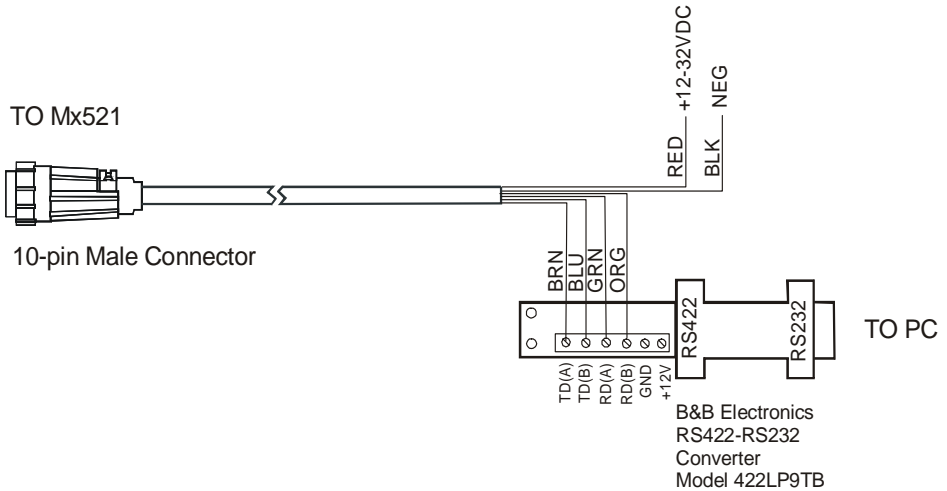 +12-32VDC
NEG
RED
BLK
TO Mx521
10-pin Male Connector
BRN
BLU
GRN
ORG
RS422
RS232
TO PC
TD(A)
TD(B)
RD(A)
RD(B)
GND
+12V
B&B Electronics
RS422-RS232
Converter
Model 422LP9TB